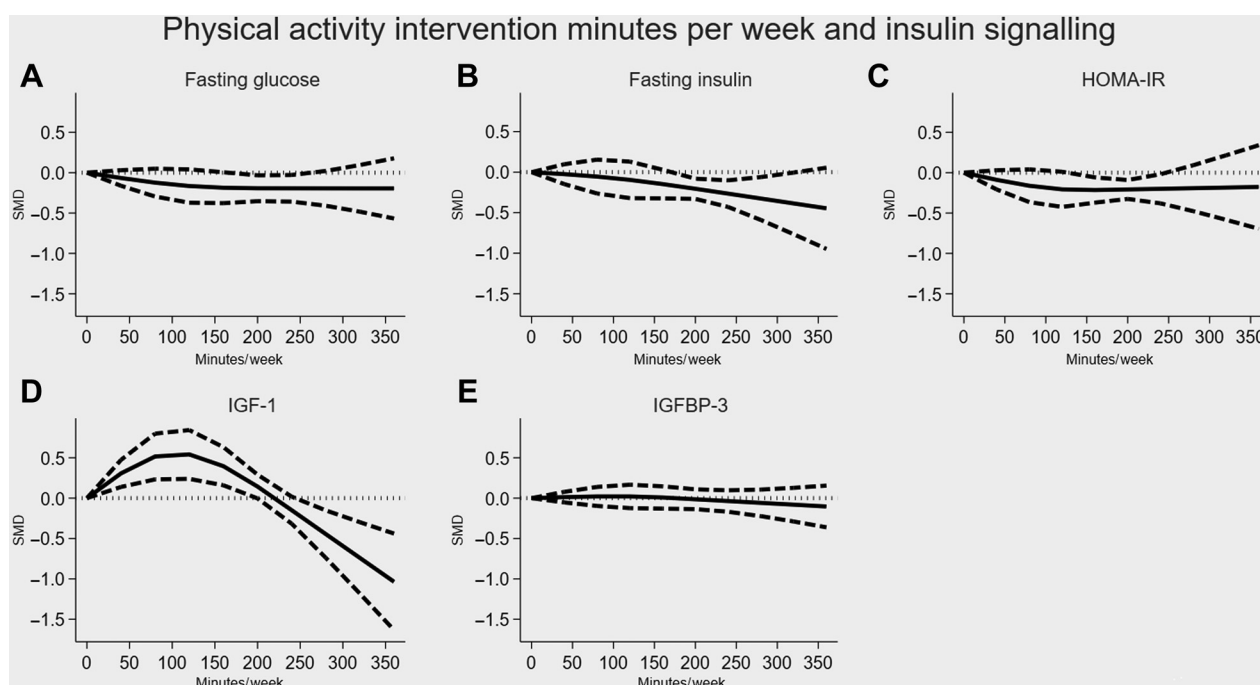 Physical activity intervention minutes per week and insulin signalling
A
Fasting glucose
0.5
0.0
−0.5
−1.0
−1.5
SMD
0 50 100 150 200 250 300 350
Minutes/week
B
Fasting insulin
0.5
0.0
−0.5
−1.0
−1.5
SMD
0 50 100 150 200 250 300 350
Minutes/week
C
HOMA-IR
0.5
0.0
−0.5
−1.0
−1.5
SMD
0 50 100 150 200 250 300 350
Minutes/week
D
IGF-1
0.5
0.0
−0.5
−1.0
−1.5
SMD
0 50 100 150 200 250 300 350
Minutes/week
E
IGFBP-3
0.5
0.0
−0.5
−1.0
−1.5
SMD
0 50 100 150 200 250 300 350
Minutes/week